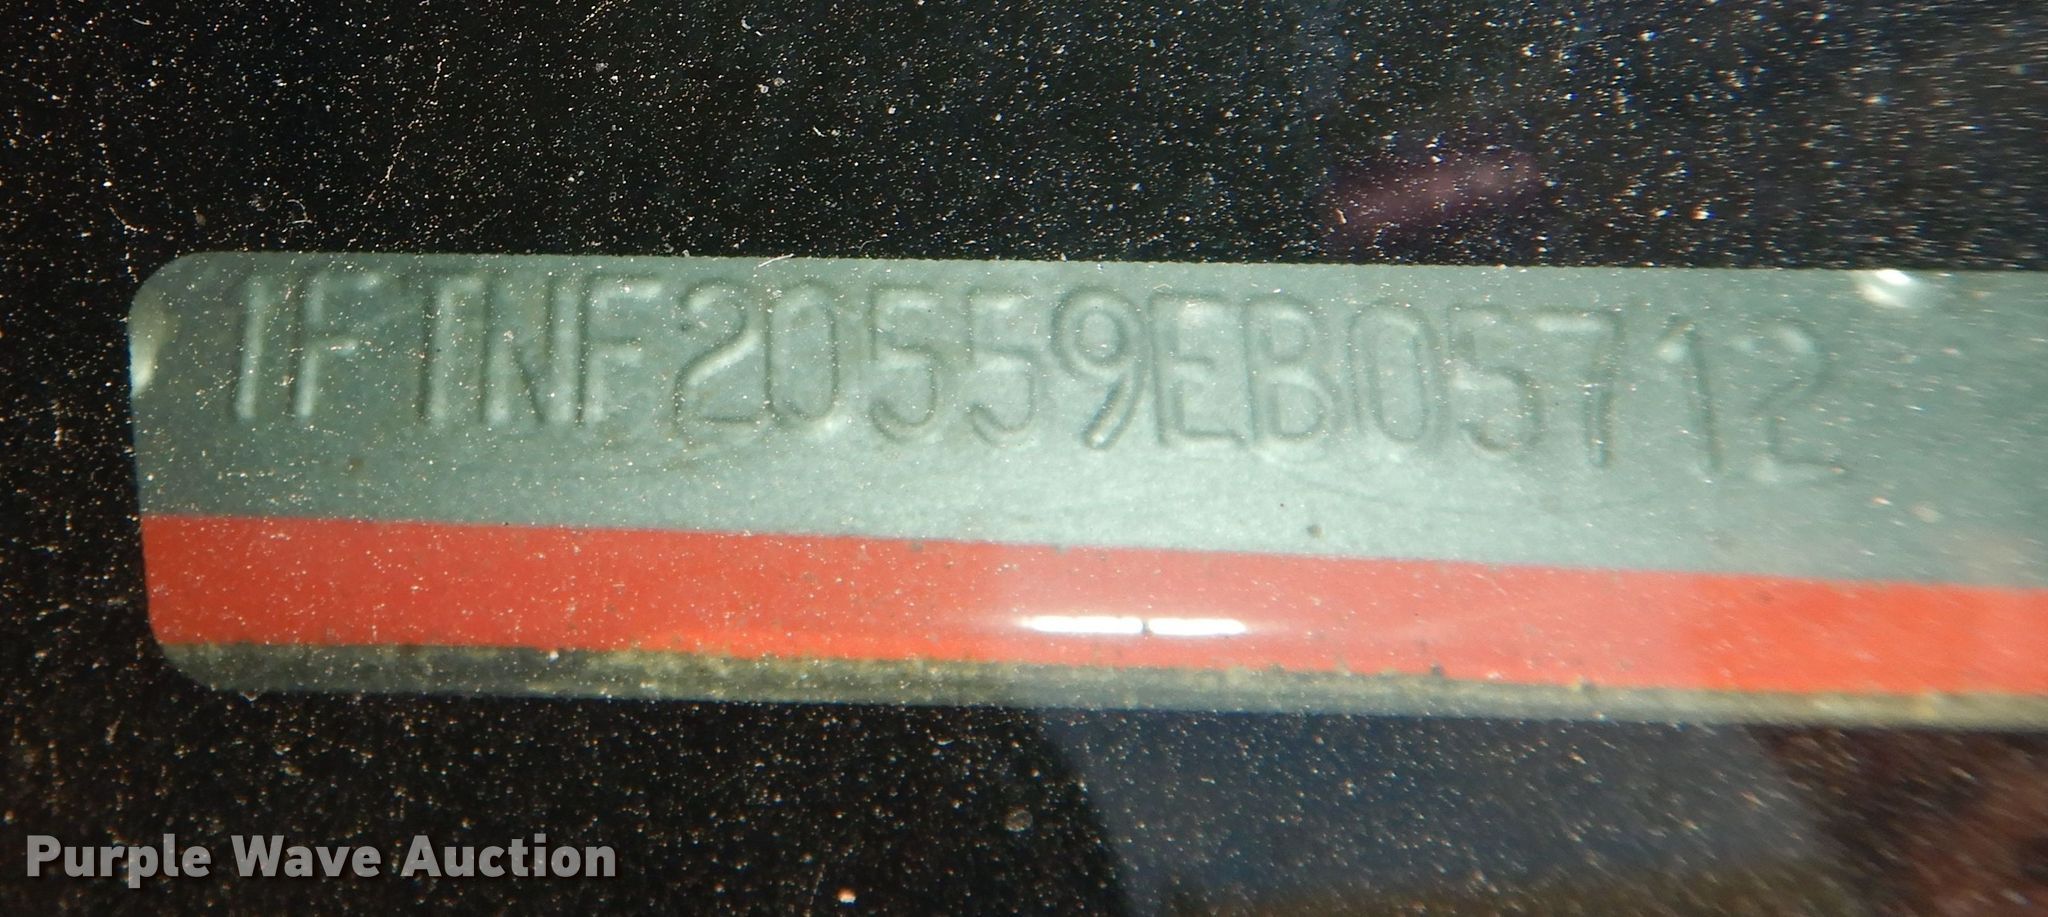 1FTNF20559EB05712
Purple Wave Auction